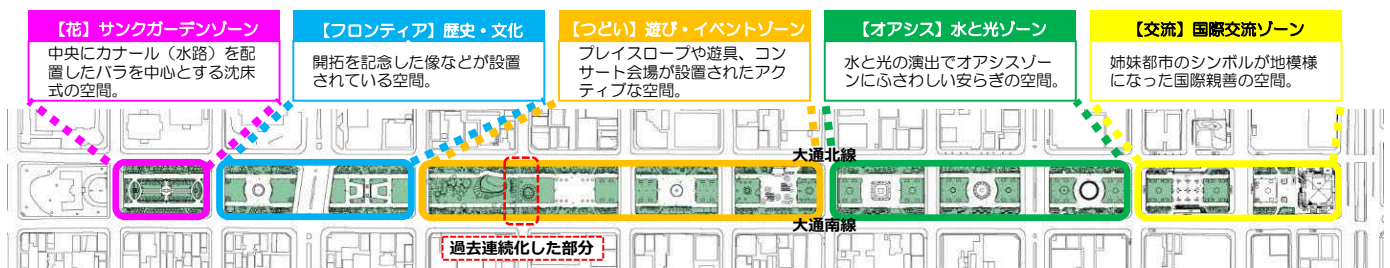 【花】サンクガーデンゾーン
中央にカナール（水路）を配
置したバラを中心とする沈床
式の空間。
【フロンティア】歴史・文化
開拓を記念した像などが設置
されている空間。
【つどい】遊び・イベントゾーン
プレイスロープや遊具、コン
サート会場が設置されたアク
ティブな空間。
【オアシス】水と光ゾーン
水と光の演出でオアシスゾー
ンにふさわしい安らぎの空間。
【交流】国際交流ゾーン
姉妹都市のシンボルが地模様
になった国際親善の空間。
大通北線
大通南線
過去連続化した部分